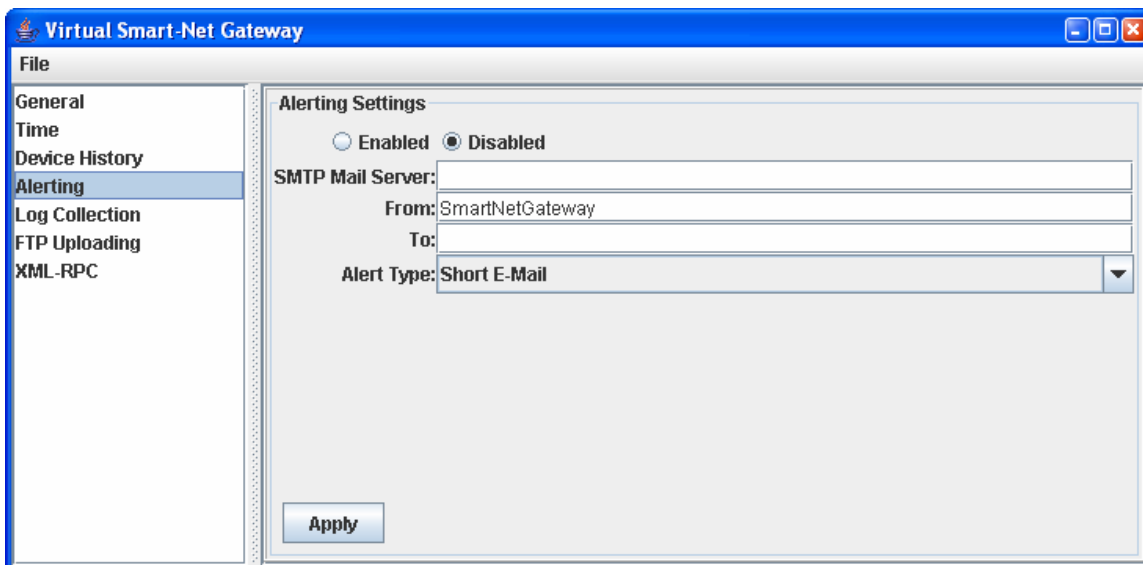 Virtual Smart-Net Gateway
File
General
Time
Device History
Alerting
Log Collection
FTP Uploading
XML-RPC
Alerting Settings
Enabled Disabled
SMTP Mail Server:
From: SmartNetGateway
To:
Alert Type: Short E-Mail
Apply